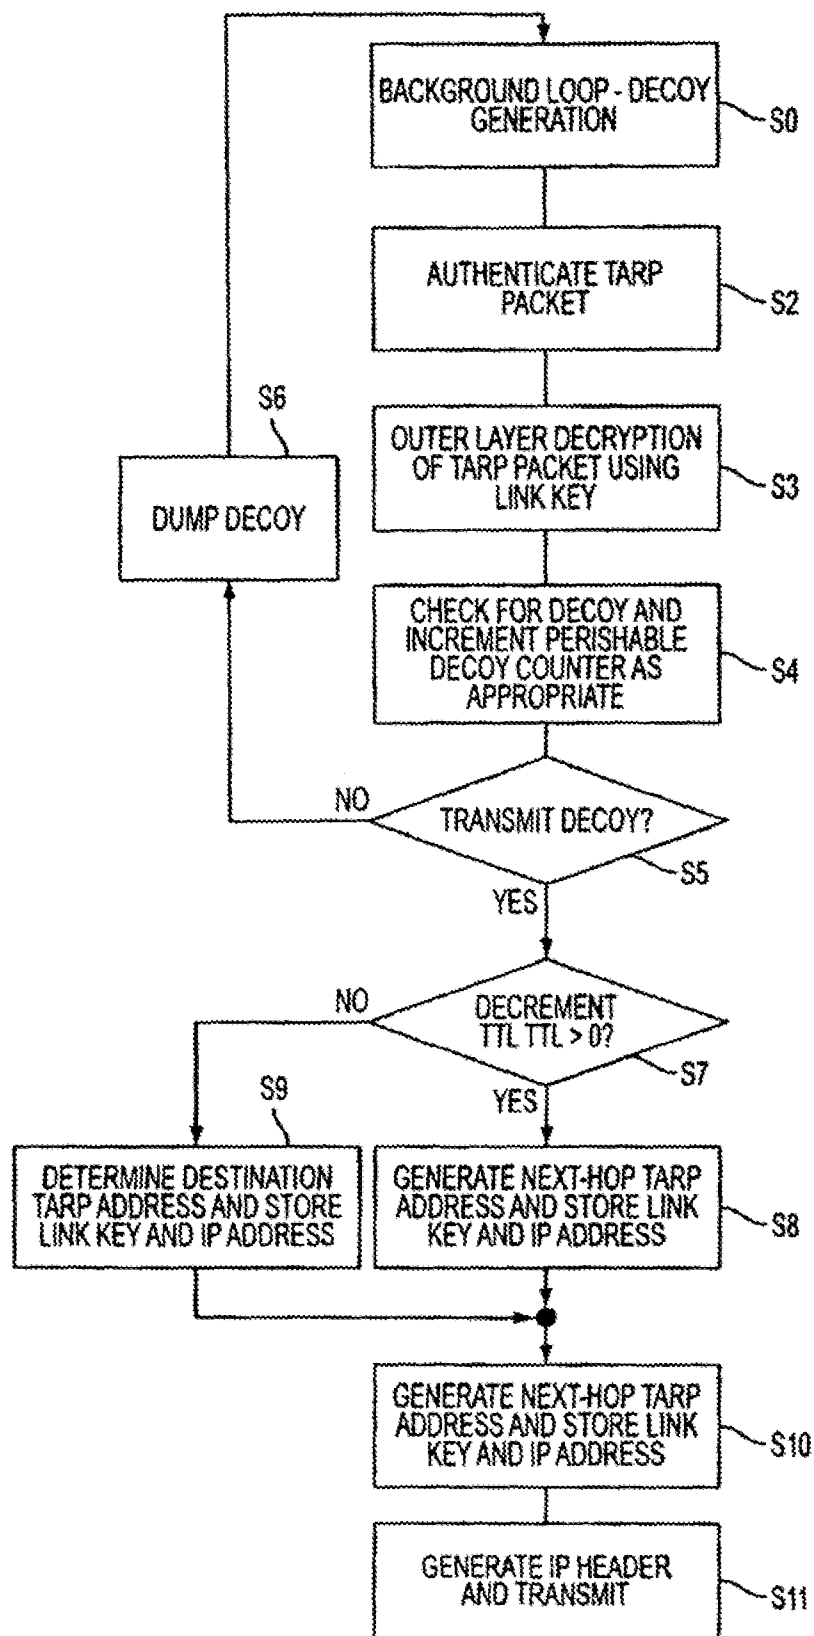 BACKGROUND LOOP - DECOY
GENERATION
S0
AUTHENTICATE TARP
PACKET
S2
OUTER LAYER DECRYPTION
OF TARP PACKET USING
LINK KEY
S3
S6
DUMP DECOY
CHECK FOR DECOY AND
INCREMENT PERISHABLE
DECOY COUNTER AS
APPROPRIATE
S4
NO
TRANSMIT DECOY?
S5
YES
NO
DECREMENT
TTL TTL > 0?
S7
YES
S9
DETERMINE DESTINATION
TARP ADDRESS AND STORE
LINK KEY AND IP ADDRESS
GENERATE NEXT-HOP TARP
ADDRESS AND STORE LINK
KEY AND IP ADDRESS
S8
GENERATE NEXT-HOP TARP
ADDRESS AND STORE LINK
KEY AND IP ADDRESS
S10
GENERATE IP HEADER
AND TRANSMIT
S11